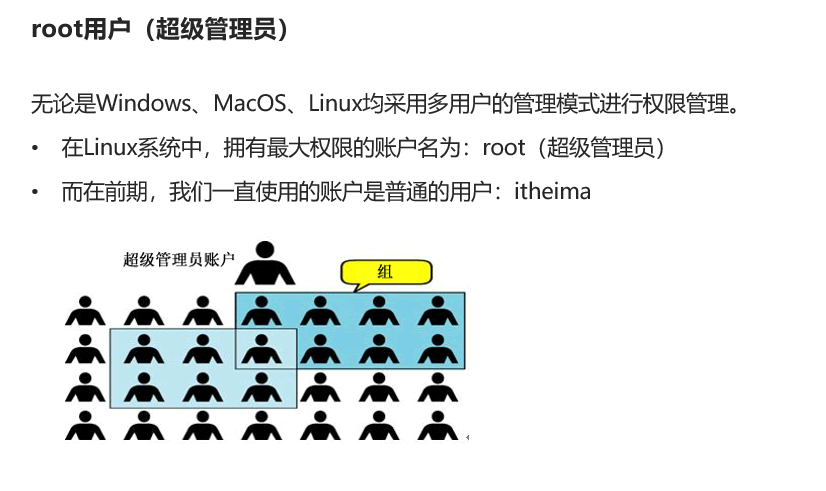 root用户（超级管理员）
无论是Windows、MacOS、Linux均采用多用户的管理模式进行权限管理。
• 在Linux系统中，拥有最大权限的账户名为：root（超级管理员）
• 而在前期，我们一直使用的账户是普通的用户：itheima
超级管理员账户
组